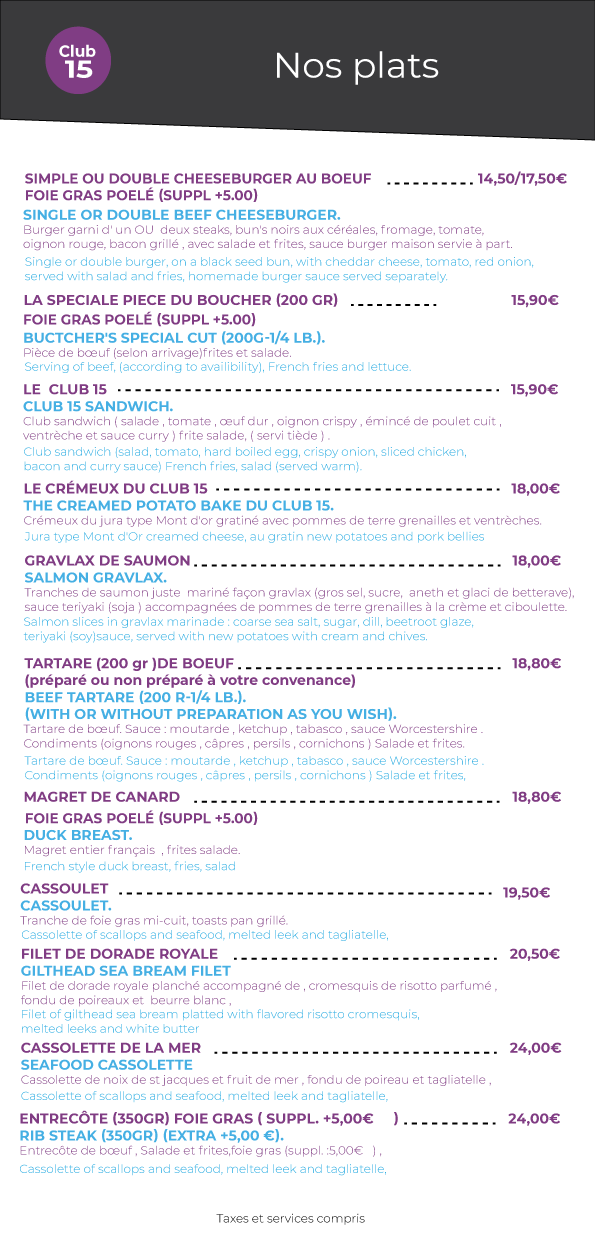 Club
15
Nos plats
SIMPLE OU DOUBLE CHEESEBURGER AU BOEUF 14,50/17,50€
FOIE GRAS POELÉ (SUPPL +5.00)
SINGLE OR DOUBLE BEEF CHEESEBURGER.
Burger garni d' un OU deux steaks, bun's noirs aux céréales, fromage, tomate,
oignon rouge, bacon grillé , avec salade et frites, sauce burger maison servie à part.
Single or double burger, on a black seed bun, with cheddar cheese, tomato, red onion,
served with salad and fries, homemade burger sauce served separately.
LA SPECIALE PIECE DU BOUCHER (200 GR) 15,90€
FOIE GRAS POELÉ (SUPPL +5.00)
BUCTCHER'S SPECIAL CUT (200G-1/4 LB.).
Pièce de bœuf (selon arrivage)frites et salade.
Serving of beef, (according to availibility), French fries and lettuce.
LE CLUB 15 15,90€
CLUB 15 SANDWICH.
Club sandwich ( salade , tomate , œuf dur , oignon crispy , émincé de poulet cuit ,
ventrèche et sauce curry ) frite salade, ( servi tiède ) .
Club sandwich (salad, tomato, hard boiled egg, crispy onion, sliced chicken,
bacon and curry sauce) French fries, salad (served warm).
LE CRÉMEUX DU CLUB 15 18,00€
THE CREAMED POTATO BAKE DU CLUB 15.
Crémeux du jura type Mont d'or gratiné avec pommes de terre grenailles et ventrèches.
Jura type Mont d'Or creamed cheese, au gratin new potatoes and pork bellies
GRAVLAX DE SAUMON 18,00€
SALMON GRAVLAX.
Tranches de saumon juste mariné façon gravlax (gros sel, sucre, aneth et glaci de betterave),
sauce teriyaki (soja ) accompagnées de pommes de terre grenailles à la crème et ciboulette.
Salmon slices in gravlax marinade : coarse sea salt, sugar, dill, beetroot glaze,
teriyaki (soy)sauce, served with new potatoes with cream and chives.
TARTARE (200 gr )DE BOEUF 18,80€
(préparé ou non préparé à votre convenance)
BEEF TARTARE (200 R-1/4 LB.).
(WITH OR WITHOUT PREPARATION AS YOU WISH).
Tartare de bœuf. Sauce : moutarde , ketchup , tabasco , sauce Worcestershire .
Condiments (oignons rouges , câpres , persils , cornichons ) Salade et frites.
Tartare de bœuf. Sauce : moutarde , ketchup , tabasco , sauce Worcestershire .
Condiments (oignons rouges , câpres , persils , cornichons ) Salade et frites,
MAGRET DE CANARD 18,80€
FOIE GRAS POELÉ (SUPPL +5.00)
DUCK BREAST.
Magret entier français , frites salade.
French style duck breast, fries, salad
CASSOULET 19,50€
CASSOULET.
Tranche de foie gras mi-cuit, toasts pan grillé.
Cassolette of scallops and seafood, melted leek and tagliatelle,
FILET DE DORADE ROYALE 20,50€
GILTHEAD SEA BREAM FILET
Filet de dorade royale planché accompagné de , cromesquis de risotto parfumé ,
fondu de poireaux et beurre blanc ,
Filet of gilthead sea bream platted with flavored risotto cromesquis,
melted leeks and white butter
CASSOLETTE DE LA MER 24,00€
SEAFOOD CASSOLETTE
Cassolette de noix de st jacques et fruit de mer , fondu de poireau et tagliatelle ,
Cassolette of scallops and seafood, melted leek and tagliatelle,
ENTRECÔTE (350GR) FOIE GRAS ( SUPPL. +5,00€ ) 24,00€
RIB STEAK (350GR) (EXTRA +5,00 €).
Entrecôte de bœuf , Salade et frites,foie gras (suppl. :5,00€ ) ,
Cassolette of scallops and seafood, melted leek and tagliatelle,
Taxes et services compris